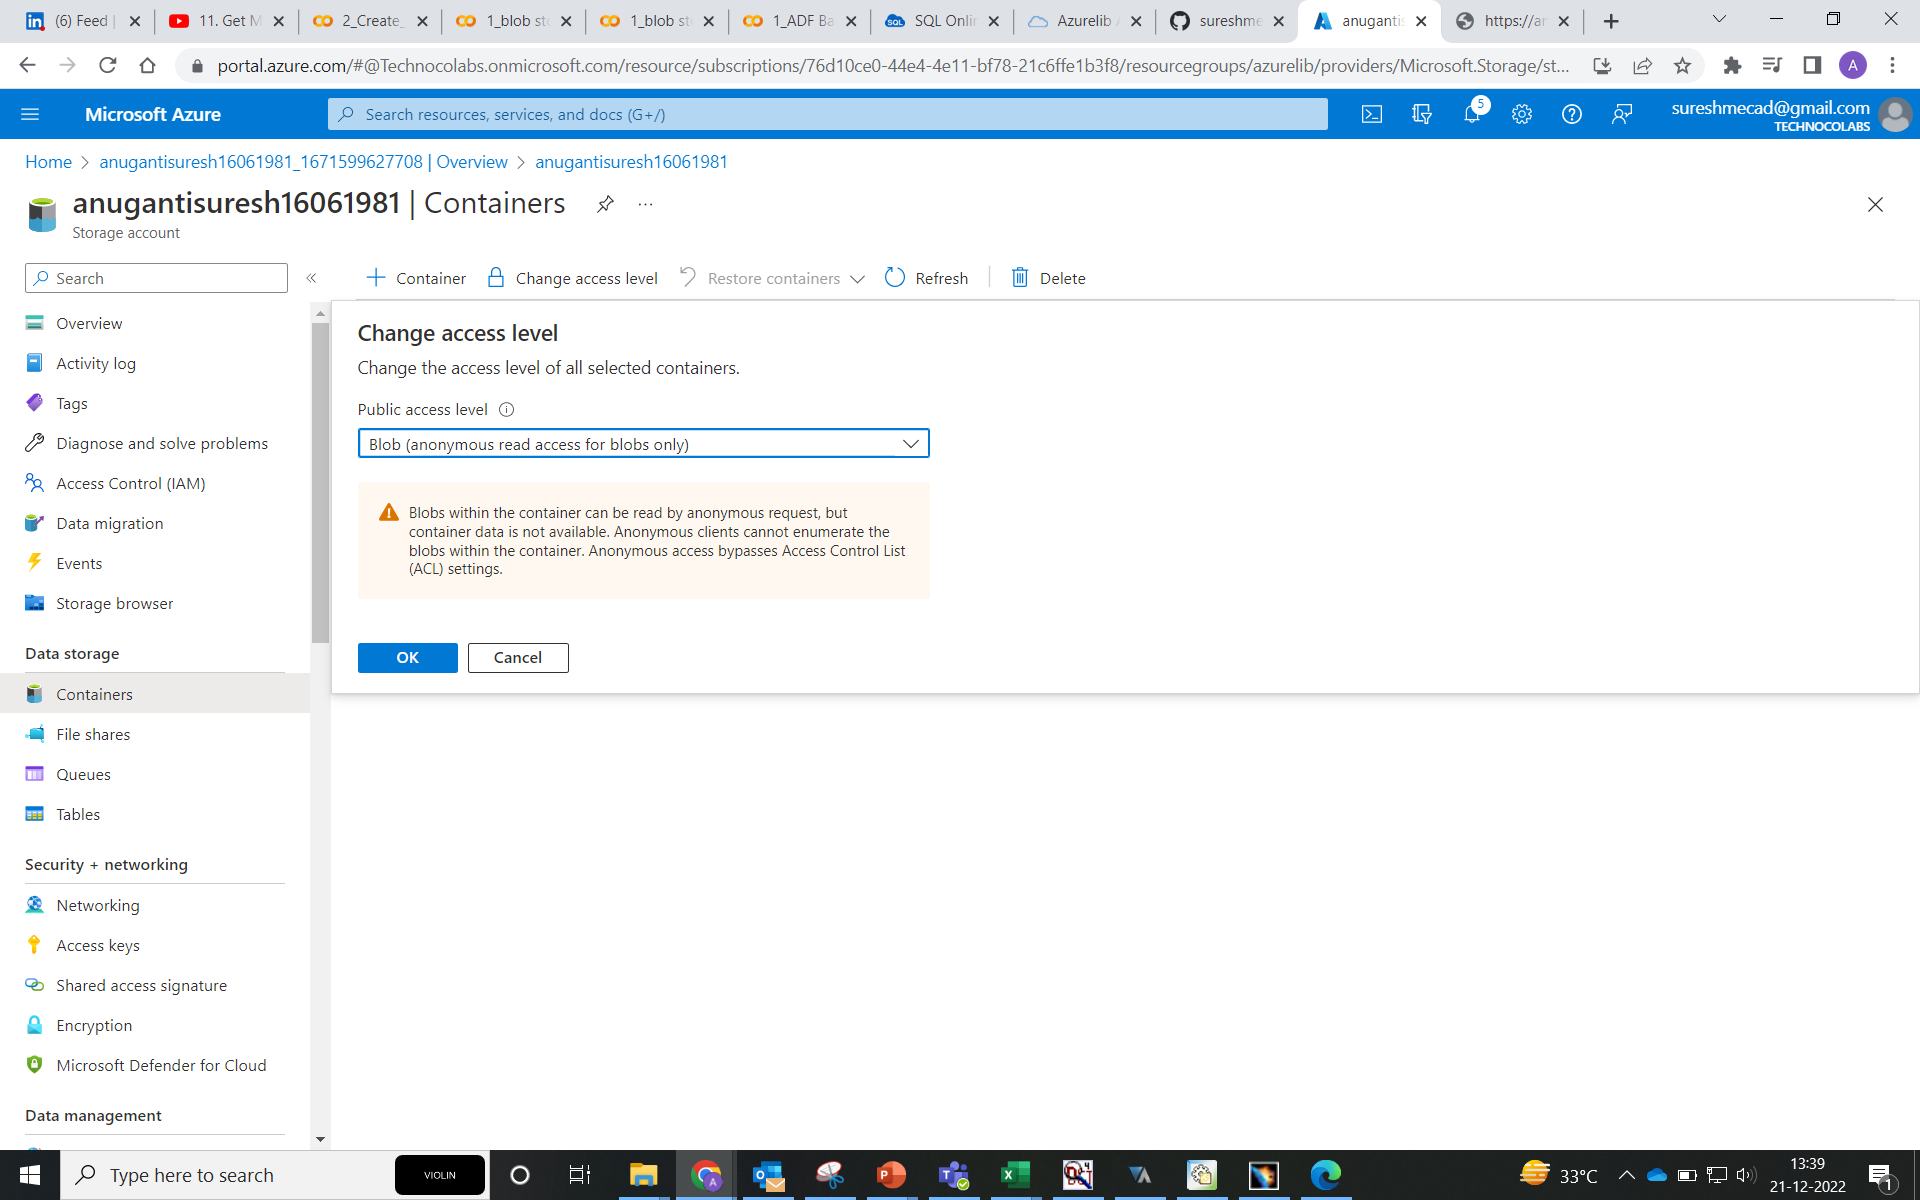 (6) Feed |
11. Get M
2_Create_
1_blob sto
1_blob sto
1_ADF Ba
SQL Onlin
Azurelib A
sureshme
anugantis
https://an
portal.azure.com/#@Technocolabs.onmicrosoft.com/resource/subscriptions/76d10ce0-44e4-4e11-bf78-21c6ffe1b3f8/resourcegroups/azurelib/providers/Microsoft.Storage/st...
A
Microsoft Azure
Search resources, services, and docs (G+/)
5
sureshmecad@gmail.com
TECHNOCOLABS
Home > anugantisuresh16061981_1671599627708 | Overview > anugantisuresh16061981
anugantisuresh16061981 | Containers
Storage account
Search
Container
Change access level
Restore containers
Refresh
Delete
Overview
Activity log
Tags
Diagnose and solve problems
Access Control (IAM)
Data migration
Events
Storage browser
Data storage
Containers
File shares
Queues
Tables
Security + networking
Networking
Access keys
Shared access signature
Encryption
Microsoft Defender for Cloud
Data management
Change access level
Change the access level of all selected containers.
Public access level
Blob (anonymous read access for blobs only)
Blobs within the container can be read by anonymous request, but
container data is not available. Anonymous clients cannot enumerate the
blobs within the container. Anonymous access bypasses Access Control List
(ACL) settings.
OK
Cancel
Type here to search
VIOLIN
33°C
13:39
21-12-2022
1